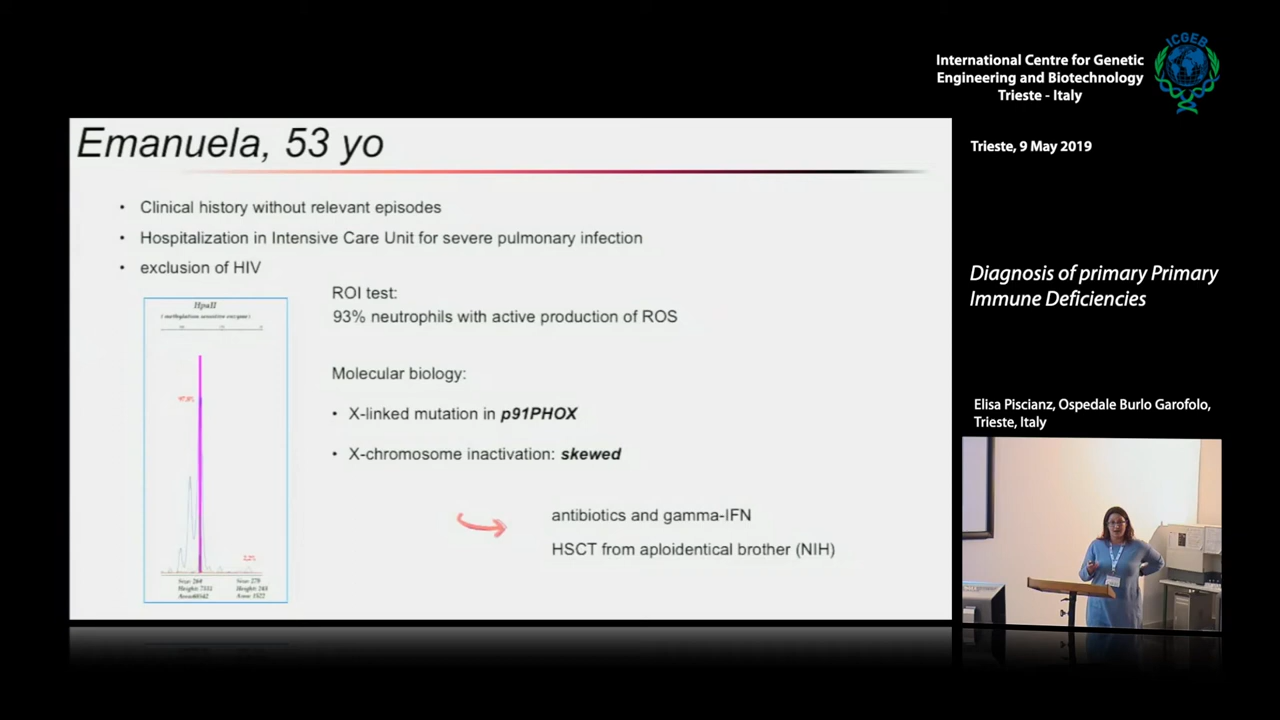 ICGEB
International Centre for Genetic
Engineering and Biotechnology
Trieste - Italy
Trieste, 9 May 2019
Emanuela, 53 yo
• Clinical history without relevant episodes
• Hospitalization in Intensive Care Unit for severe pulmonary infection
• exclusion of HIV
HpaII
ROI test:
93% neutrophils with active production of ROS
Molecular biology:
• X-linked mutation in p91PHOX
• X-chromosome inactivation: skewed
antibiotics and gamma-IFN
HSCT from aploidentical brother (NIH)
Diagnosis of primary Primary
Immune Deficiencies
Elisa Piscianz, Ospedale Burlo Garofolo,
Trieste, Italy